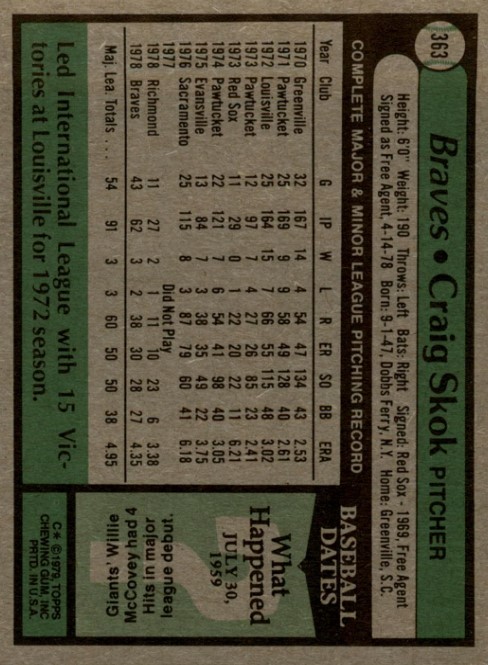 363
Braves • Craig Skok PITCHER
Height: 6'0" Weight: 190 Throws: Left Bats: Right Signed: Red Sox - 1969, Free Agent
Signed as Free Agent, 4-14-78 Born: 9-1-47, Dobbs Ferry, N.Y. Home: Greenville, S.C.
COMPLETE MAJOR & MINOR LEAGUE PITCHING RECORD
Year Club G IP W L R ER SO BB ERA
1970 Greenville 32 167 14 4 54 47 134 43 2.53
1971 Pawtucket 25 169 9 9 58 49 128 40 2.61
1972 Louisville 25 164 15 7 66 55 115 48 3.02
1973 Pawtucket 12 97 7 4 27 26 85 23 2.41
1973 Red Sox 11 29 0 1 22 20 22 11 6.21
1974 Pawtucket 22 121 7 6 54 41 98 40 3.05
1975 Evansville 13 84 7 3 38 35 49 22 3.75
1976 Sacramento 25 115 8 3 87 79 60 41 6.18
1977 Did Not Play
1978 Richmond 11 27 3 2 11 10 23 6 3.38
1978 Braves 43 62 3 2 38 30 28 27 4.35
Maj. Lea. Totals . . . 54 91 3 3 60 50 50 38 4.95
Led International League with 15 Vic-
tories at Louisville for 1972 season.
BASEBALL
DATES
What
Happened
JULY 30,
1959
Giants' Willie
McCovey had 4
Hits in major
league debut.
C* © 1979, TOPPS
CHEWING GUM, INC
PRTD. IN U.S.A.